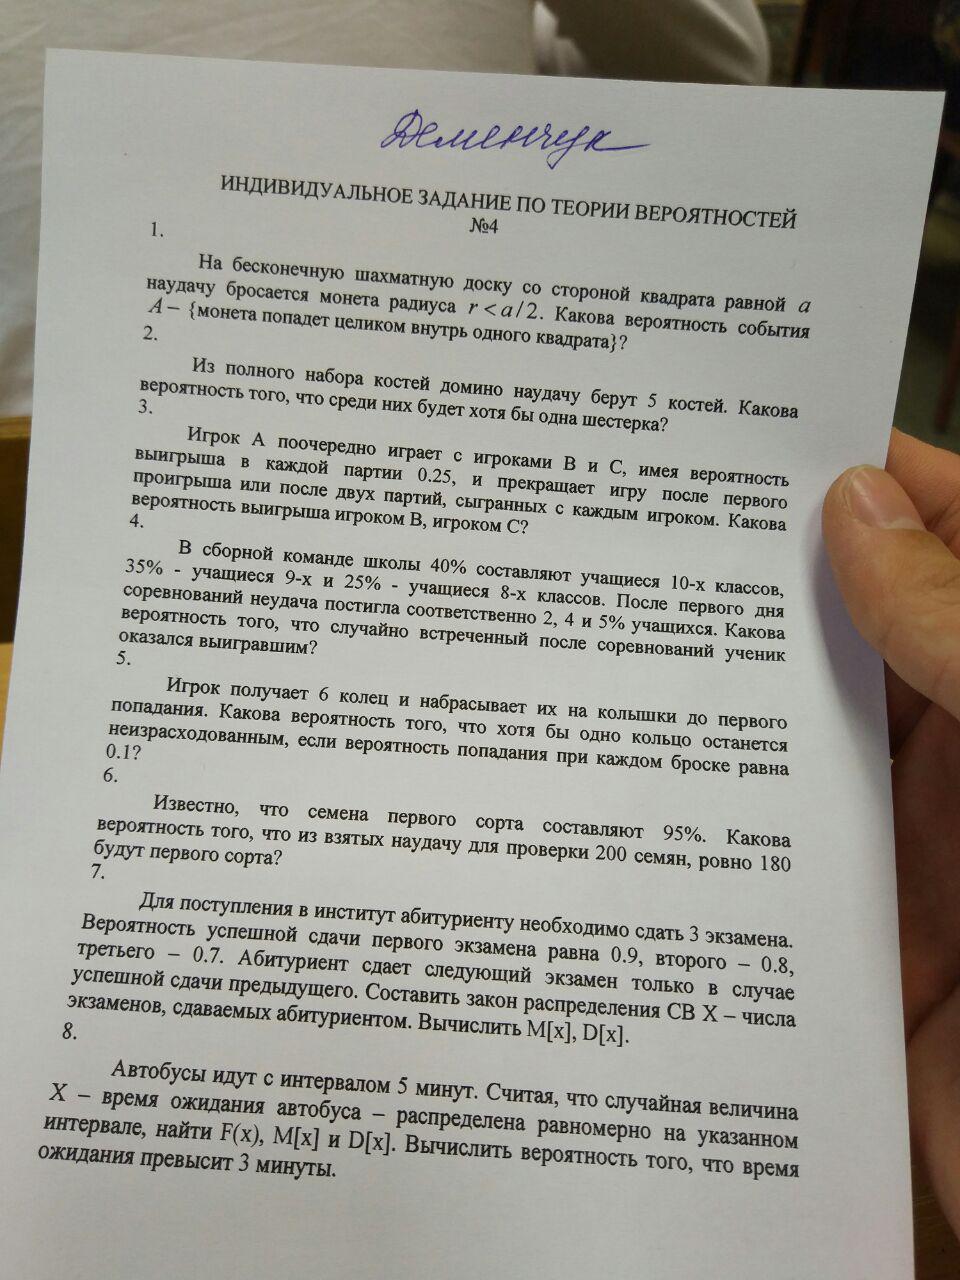 Деменчук
ИНДИВИДУАЛЬНОЕ ЗАДАНИЕ ПО ТЕОРИИ ВЕРОЯТНОСТЕЙ
№4
1.
На бесконечную шахматную доску со стороной квадрата равной a
наудачу бросается монета радиуса r < a / 2. Какова вероятность события
A – {монета попадет целиком внутрь одного квадрата}?
2.
Из полного набора костей домино наудачу берут 5 костей. Какова
вероятность того, что среди них будет хотя бы одна шестерка?
3.
Игрок А поочередно играет с игроками В и С, имея вероятность
выигрыша в каждой партии 0.25, и прекращает игру после первого
проигрыша или после двух партий, сыгранных с каждым игроком. Какова
вероятность выигрыша игроком В, игроком С?
4.
В сборной команде школы 40% составляют учащиеся 10-х классов,
35% - учащиеся 9-х и 25% - учащиеся 8-х классов. После первого дня
соревнований неудача постигла соответственно 2, 4 и 5% учащихся. Какова
вероятность того, что случайно встреченный после соревнований ученик
оказался выигравшим?
5.
Игрок получает 6 колец и набрасывает их на колышки до первого
попадания. Какова вероятность того, что хотя бы одно кольцо останется
неизрасходованным, если вероятность попадания при каждом броске равна
0.1?
6.
Известно, что семена первого сорта составляют 95%. Какова
вероятность того, что из взятых наудачу для проверки 200 семян, ровно 180
будут первого сорта?
7.
Для поступления в институт абитуриенту необходимо сдать 3 экзамена.
Вероятность успешной сдачи первого экзамена равна 0.9, второго – 0.8,
третьего – 0.7. Абитуриент сдает следующий экзамен только в случае
успешной сдачи предыдущего. Составить закон распределения СВ X – числа
экзаменов, сдаваемых абитуриентом. Вычислить M[x], D[x].
8.
Автобусы идут с интервалом 5 минут. Считая, что случайная величина
X – время ожидания автобуса – распределена равномерно на указанном
интервале, найти F(x), M[x] и D[x]. Вычислить вероятность того, что время
ожидания превысит 3 минуты.